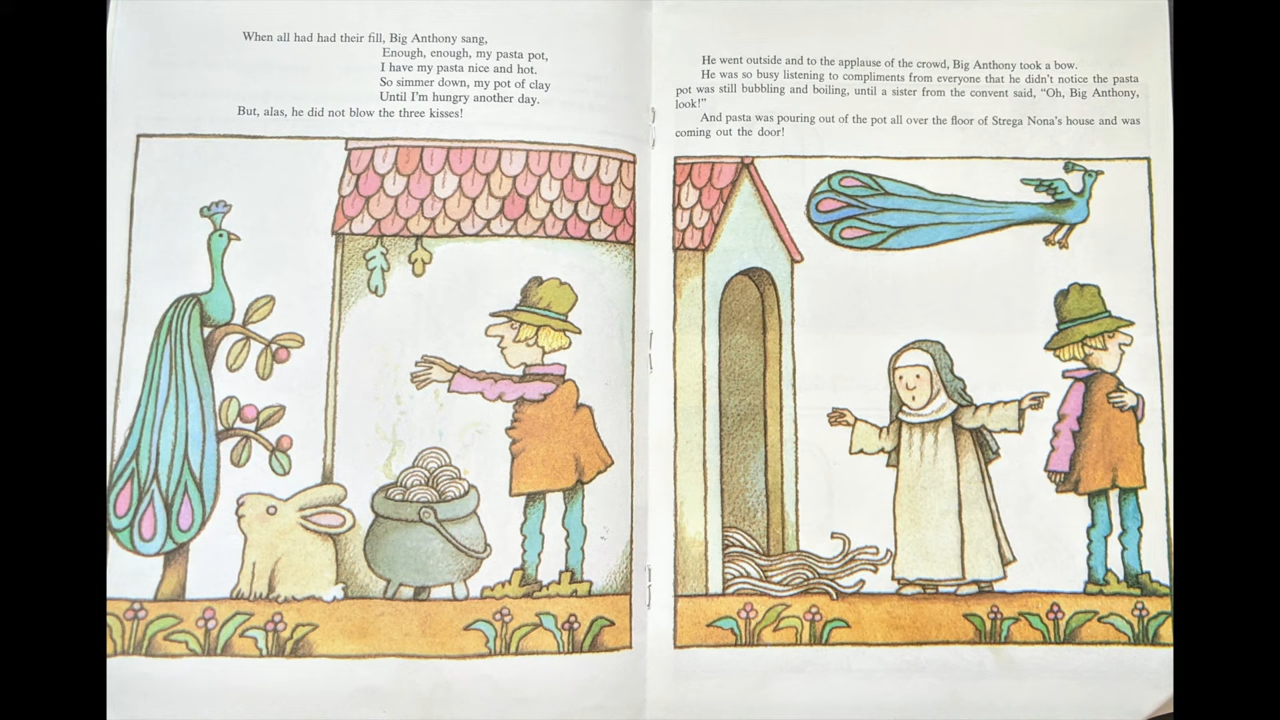 When all had had their fill, Big Anthony sang,
Enough, enough, my pasta pot,
I have my pasta nice and hot.
So simmer down, my pot of clay
Until I'm hungry another day.
But, alas, he did not blow the three kisses!
He went outside and to the applause of the crowd, Big Anthony took a bow.
He was so busy listening to compliments from everyone that he didn't notice the pasta
pot was still bubbling and boiling, until a sister from the convent said, “Oh, Big Anthony,
look!”
And pasta was pouring out of the pot all over the floor of Strega Nona's house and was
coming out the door!